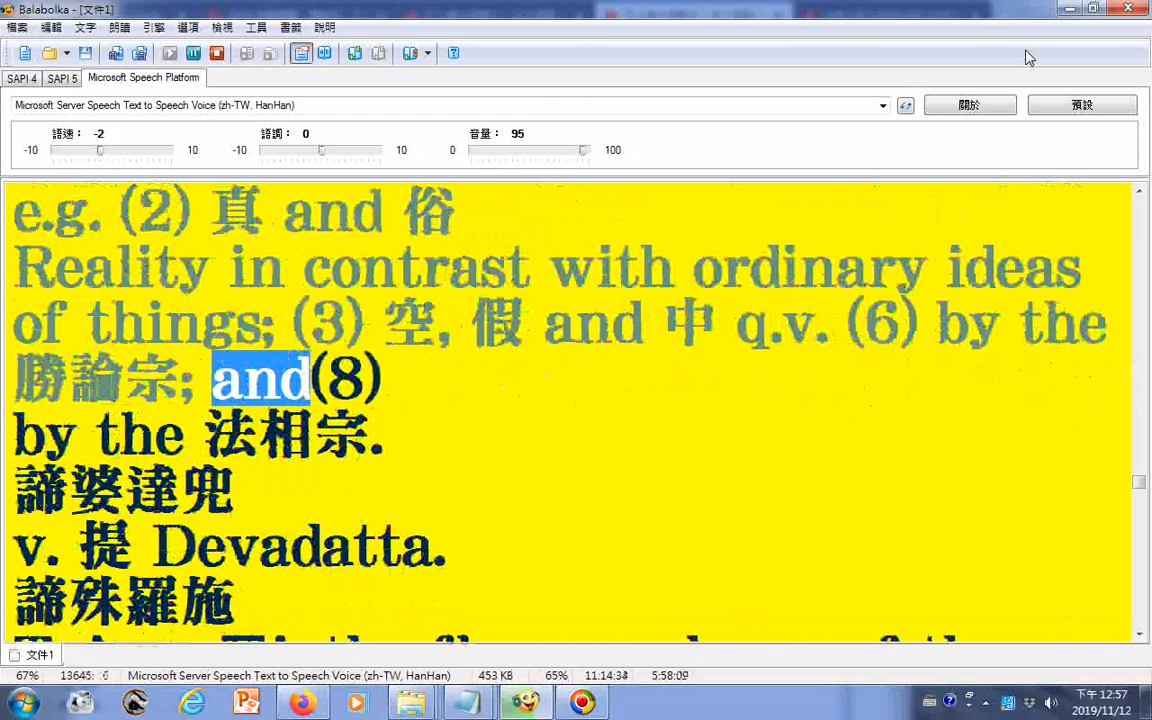 Balabolka - [文件1]
檔案 編輯 文字 朗讀 引擎 選項 檢視 工具 書籤 說明
SAPI 4 SAPI 5 Microsoft Speech Platform
Microsoft Server Speech Text to Speech Voice (zh-TW, HanHan) 關於 預設
語速： -2 語調： 0 音量： 95
-10 10 -10 10 0 100
e.g. (2) 真 and 俗
Reality in contrast with ordinary ideas
of things; (3) 空, 假 and 中 q.v. (6) by the
勝論宗; and(8)
by the 法相宗.
諦婆達兜
v. 提 Devadatta.
諦殊羅施
文件1
67% Microsoft Server Speech Text to Speech Voice (zh-TW, HanHan) 453 KB 65% 11:14:34 5:58:09
下午 12:57
2019/11/12